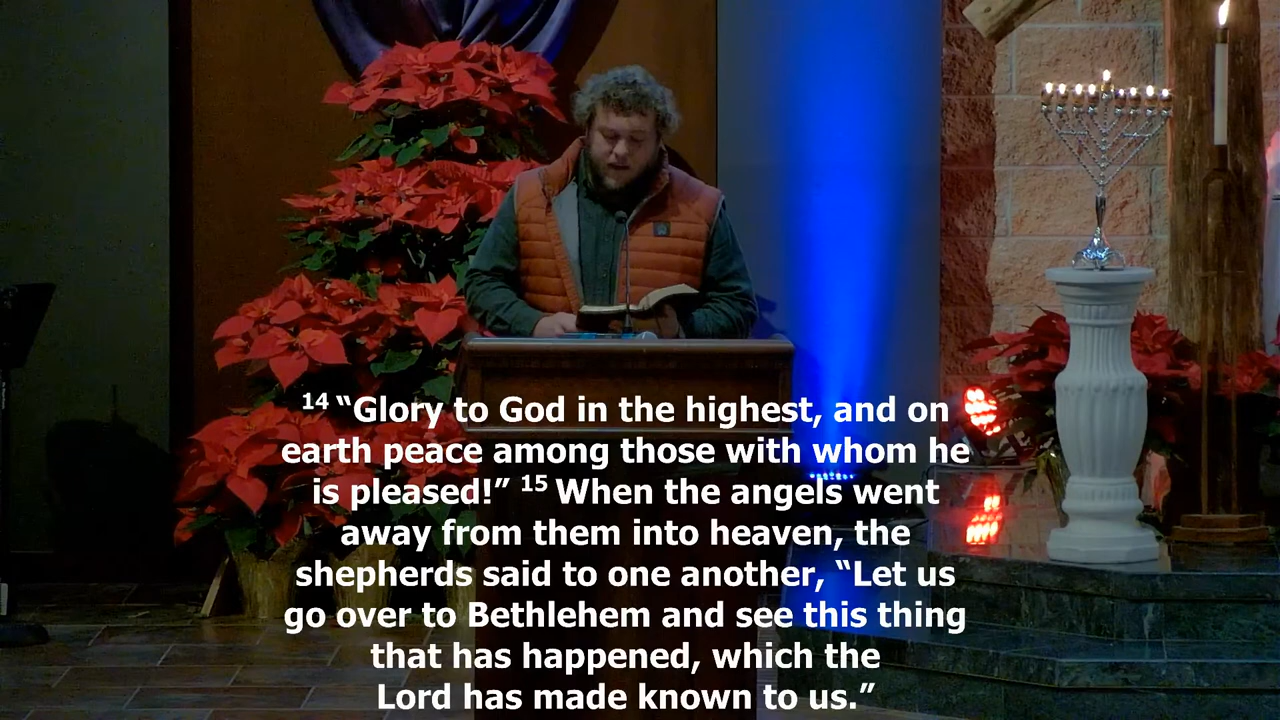 14 “Glory to God in the highest, and on
earth peace among those with whom he
is pleased!” 15 When the angels went
away from them into heaven, the
shepherds said to one another, “Let us
go over to Bethlehem and see this thing
that has happened, which the
Lord has made known to us.”